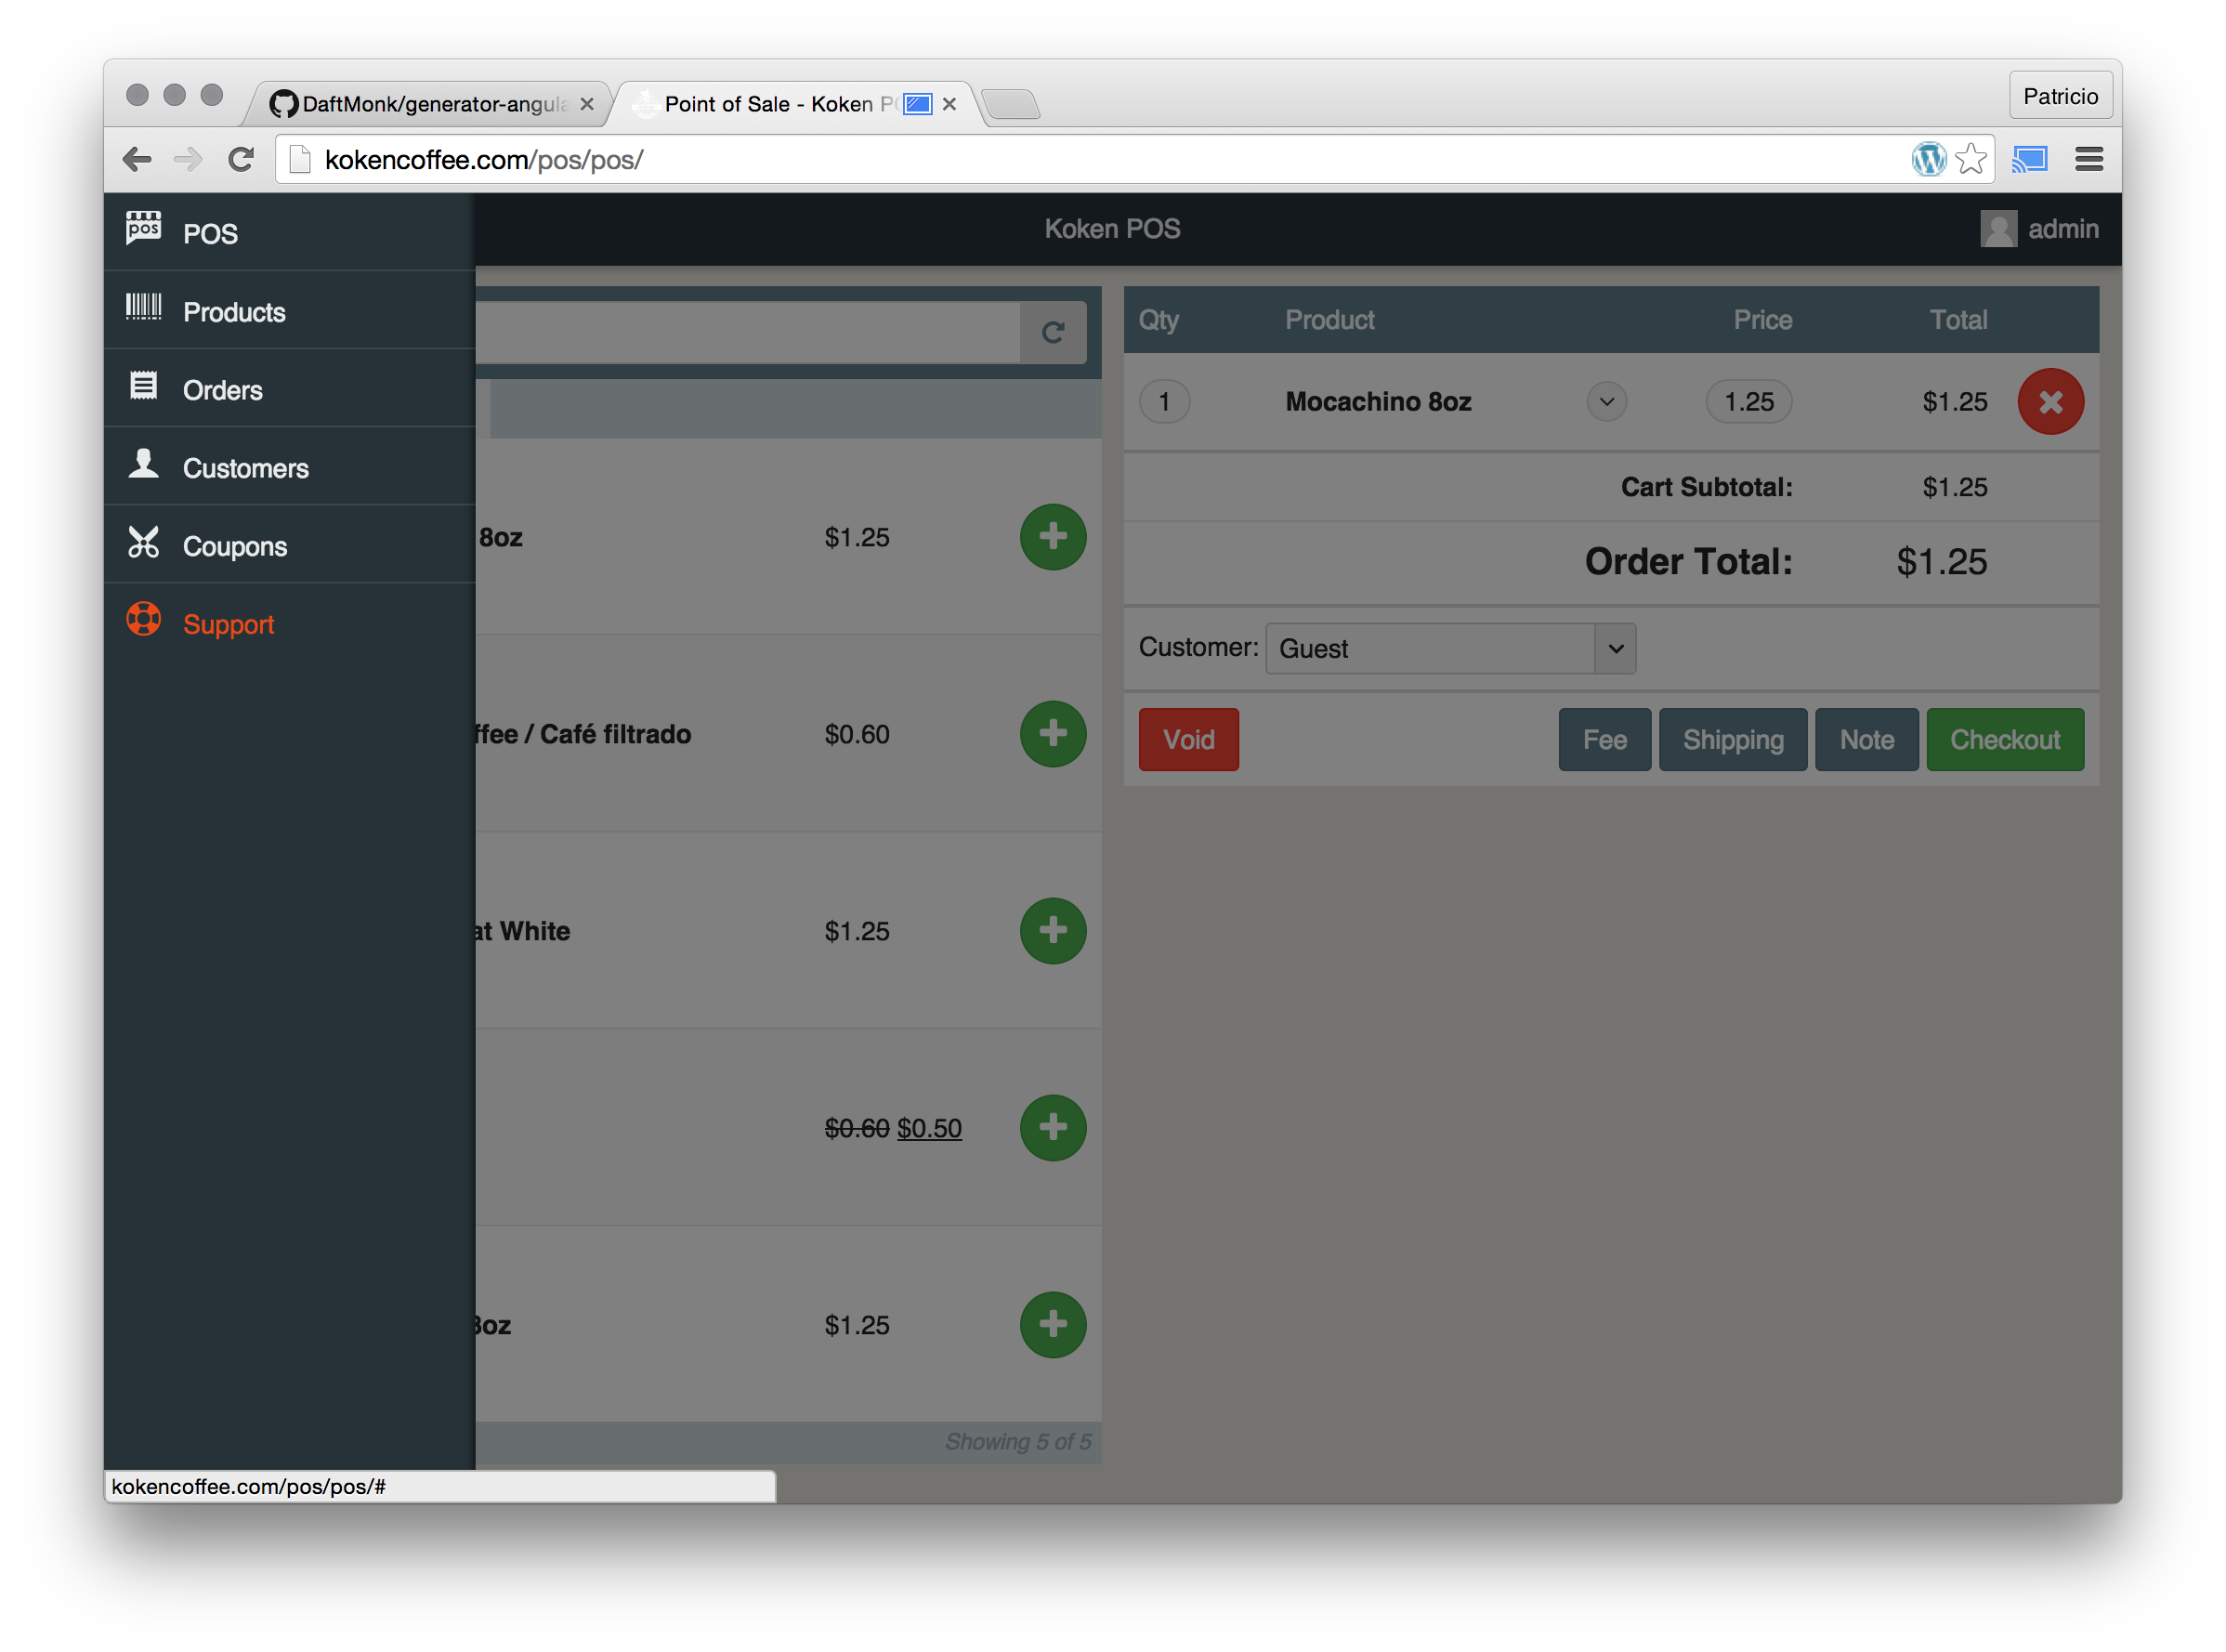 DaftMonk/generator-angula
Point of Sale - Koken P
Patricio
kokencoffee.com/pos/pos/
pos
POS
Products
Orders
Customers
Coupons
Support
Koken POS
admin
8oz $1.25
ffee / Café filtrado $0.60
at White $1.25
$0.60 $0.50
8oz $1.25
Showing 5 of 5
Qty Product Price Total
1 Mocachino 8oz 1.25 $1.25
Cart Subtotal: $1.25
Order Total: $1.25
Customer: Guest
Void Fee Shipping Note Checkout
kokencoffee.com/pos/pos/#